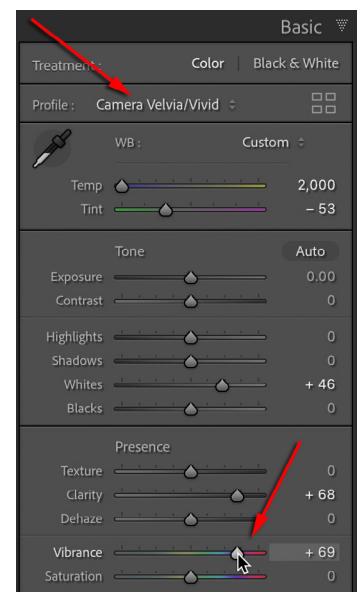 Basic
Treatment : Color Black & White
Profile : Camera Velvia/Vivid
WB : Custom
Temp 2,000
Tint – 53
Tone Auto
Exposure 0.00
Contrast 0
Highlights 0
Shadows 0
Whites + 46
Blacks 0
Presence
Texture 0
Clarity + 68
Dehaze 0
Vibrance + 69
Saturation 0